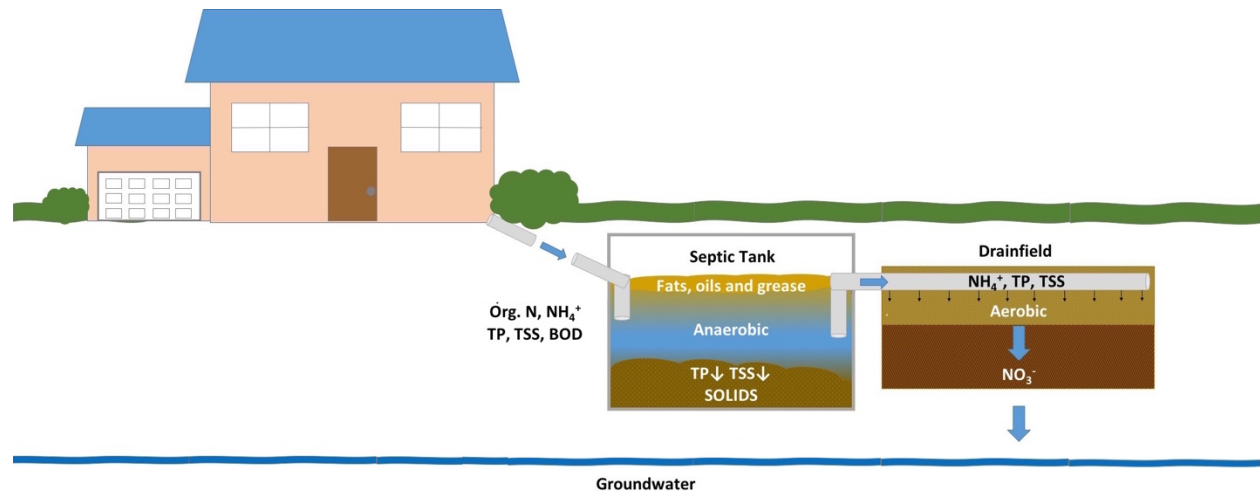 Septic Tank
Drainfield
Fats, oils and grease
NH₄⁺, TP, TSS
Org. N, NH₄⁺
TP, TSS, BOD
Anaerobic
Aerobic
TP↓ TSS↓
SOLIDS
NO₃⁻
Groundwater